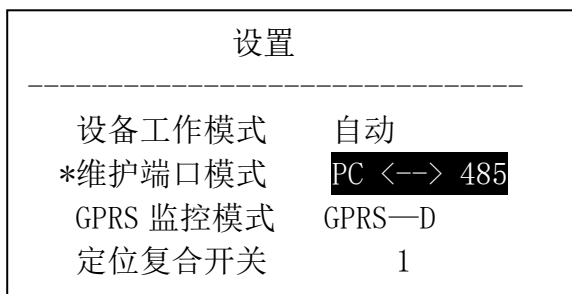 设置
--------------------------------
设备工作模式 自动
*维护端口模式 PC <--> 485
GPRS 监控模式 GPRS—D
定位复合开关 1